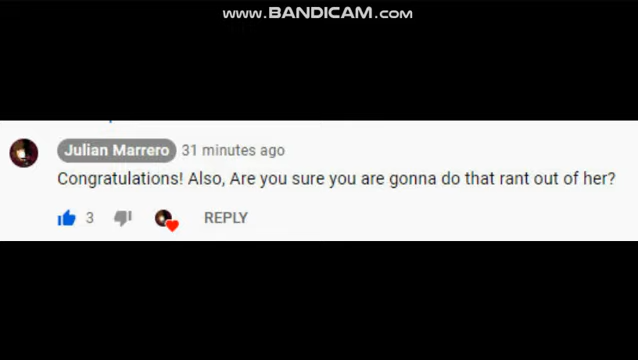 www.BANDICAM.com
Julian Marrero 31 minutes ago
Congratulations! Also, Are you sure you are gonna do that rant out of her?
3 REPLY